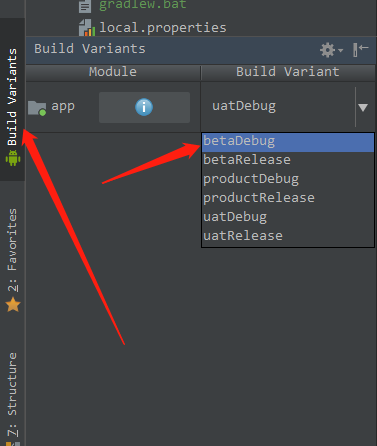 gradlew.bat
local.properties
Build Variants
Module
Build Variant
app
uatDebug
betaDebug
betaRelease
productDebug
productRelease
uatDebug
uatRelease
Build Variants
2: Favorites
Z: Structure